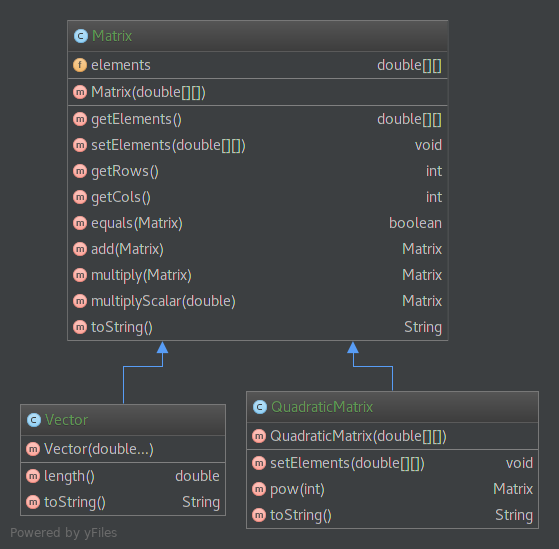 C Matrix
f elements double[][]
m Matrix(double[][])
m getElements() double[][]
m setElements(double[][]) void
m getRows() int
m getCols() int
m equals(Matrix) boolean
m add(Matrix) Matrix
m multiply(Matrix) Matrix
m multiplyScalar(double) Matrix
m toString() String
C Vector
m Vector(double...)
m length() double
m toString() String
C QuadraticMatrix
m QuadraticMatrix(double[][])
m setElements(double[][]) void
m pow(int) Matrix
m toString() String
Powered by yFiles